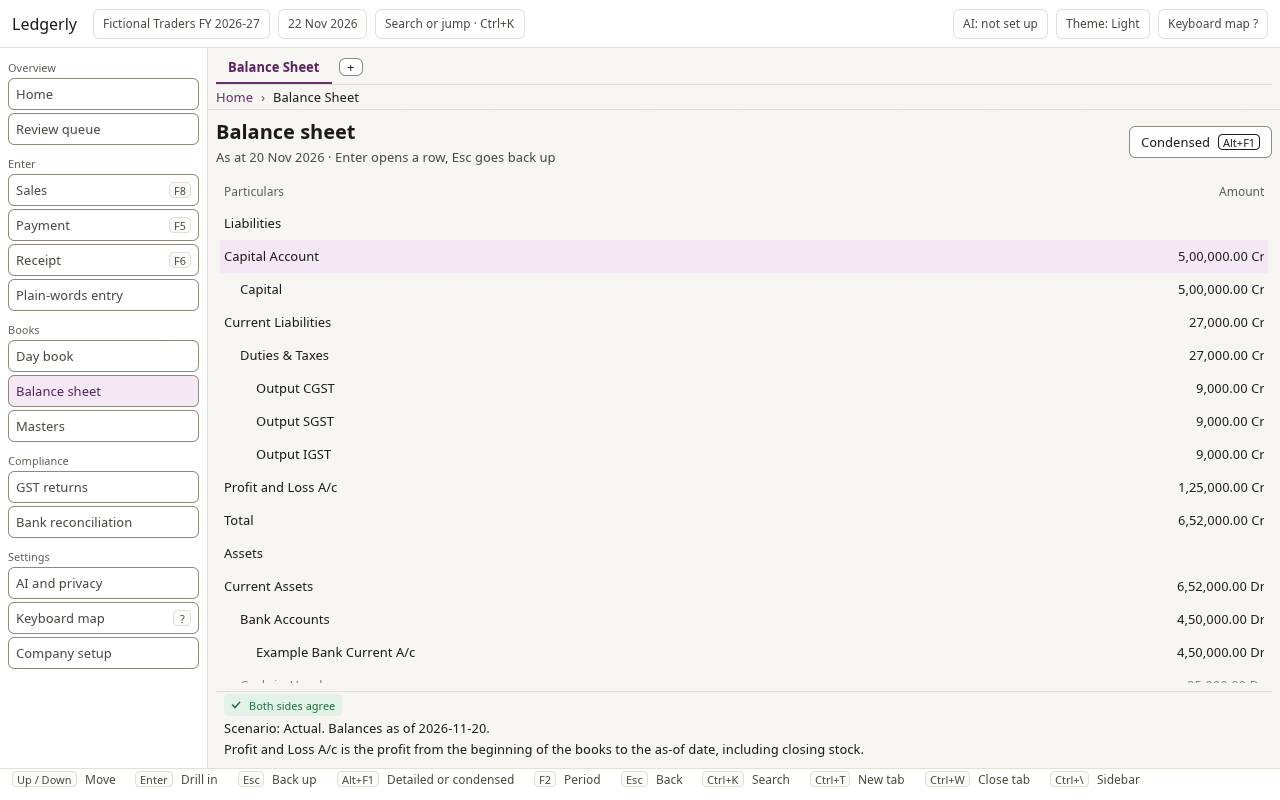 Ledgerly
Fictional Traders FY 2026-27
22 Nov 2026
Search or jump · Ctrl+K
AI: not set up
Theme: Light
Keyboard map ?
Overview
Home
Review queue
Enter
Sales F8
Payment F5
Receipt F6
Plain-words entry
Books
Day book
Balance sheet
Masters
Compliance
GST returns
Bank reconciliation
Settings
AI and privacy
Keyboard map ?
Company setup
Balance Sheet +
Home › Balance Sheet
Balance sheet
As at 20 Nov 2026 · Enter opens a row, Esc goes back up
Condensed Alt+F1
Particulars Amount
Liabilities
Capital Account 5,00,000.00 Cr
Capital 5,00,000.00 Cr
Current Liabilities 27,000.00 Cr
Duties & Taxes 27,000.00 Cr
Output CGST 9,000.00 Cr
Output SGST 9,000.00 Cr
Output IGST 9,000.00 Cr
Profit and Loss A/c 1,25,000.00 Cr
Total 6,52,000.00 Cr
Assets
Current Assets 6,52,000.00 Dr
Bank Accounts 4,50,000.00 Dr
Example Bank Current A/c 4,50,000.00 Dr
Both sides agree
Scenario: Actual. Balances as of 2026-11-20.
Profit and Loss A/c is the profit from the beginning of the books to the as-of date, including closing stock.
Up / Down Move Enter Drill in Esc Back up Alt+F1 Detailed or condensed F2 Period Esc Back Ctrl+K Search Ctrl+T New tab Ctrl+W Close tab Ctrl+\ Sidebar